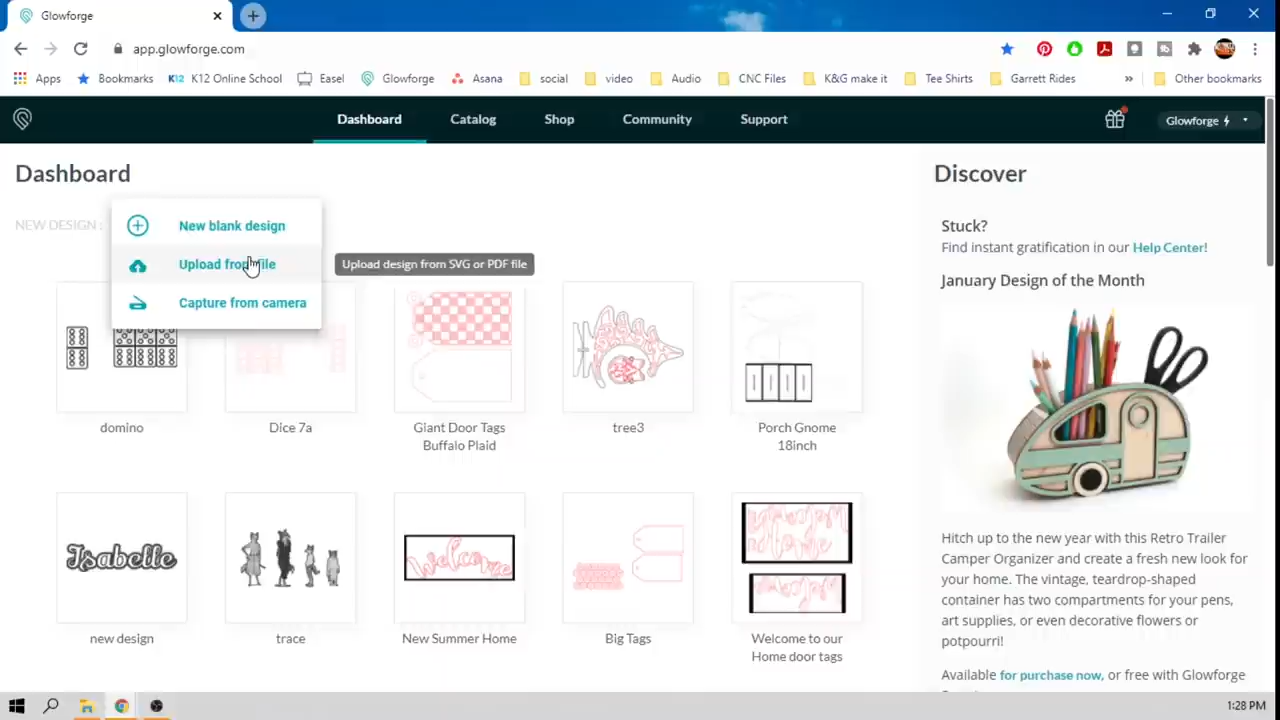 Glowforge
app.glowforge.com
Apps
Bookmarks
K12 K12 Online School
Easel
Glowforge
Asana
social
video
Audio
CNC Files
K&G make it
Tee Shirts
Garrett Rides
»
Other bookmarks
Dashboard
Catalog
Shop
Community
Support
Glowforge
Dashboard
NEW DESIGN :
New blank design
Upload from file
Upload design from SVG or PDF file
Capture from camera
domino
Dice 7a
Giant Door Tags
Buffalo Plaid
tree3
Porch Gnome
18inch
Isabelle
Welcome
new design
trace
New Summer Home
Big Tags
Welcome to our
Home door tags
Discover
Stuck?
Find instant gratification in our Help Center!
January Design of the Month
Hitch up to the new year with this Retro Trailer
Camper Organizer and create a fresh new look for
your home. The vintage, teardrop-shaped
container has two compartments for your pens,
art supplies, or even decorative flowers or
potpourri!
Available for purchase now, or free with Glowforge
1:28 PM